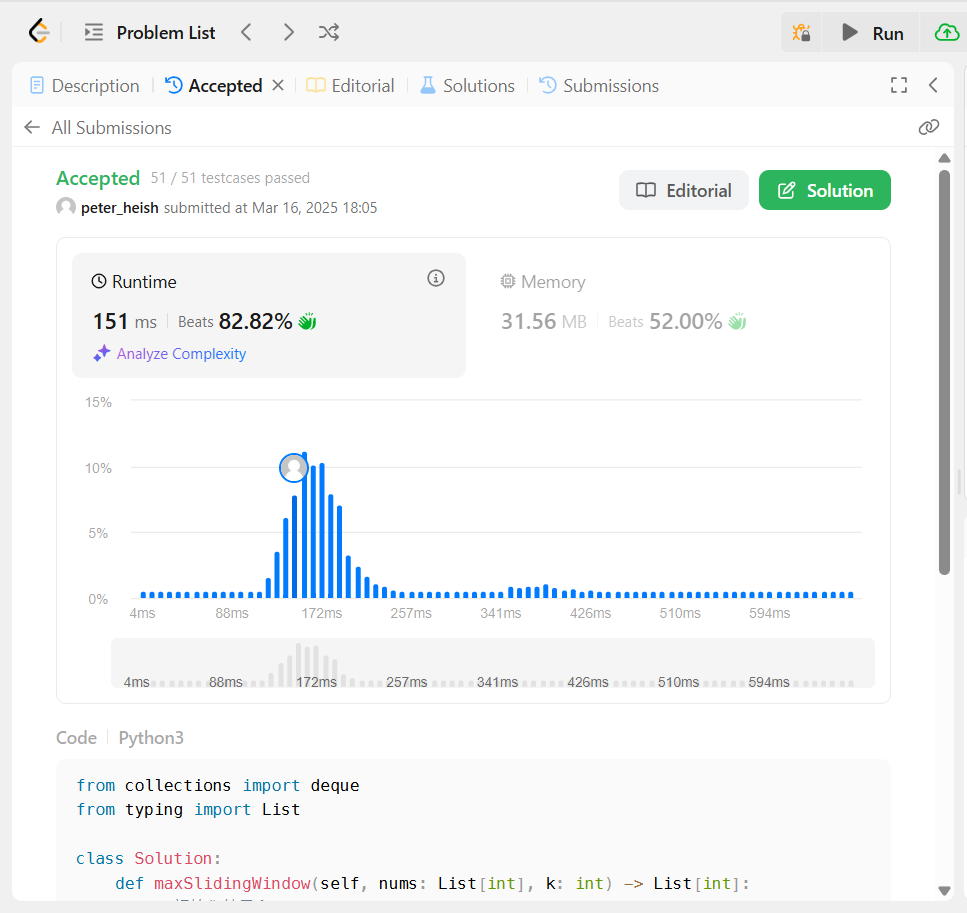 Problem List
Run
Description
Accepted
Editorial
Solutions
Submissions
All Submissions
Accepted 51 / 51 testcases passed
peter_heish submitted at Mar 16, 2025 18:05
Editorial
Solution
Runtime
151 ms Beats 82.82%
Analyze Complexity
Memory
31.56 MB Beats 52.00%
15%
10%
5%
0%
4ms 88ms 172ms 257ms 341ms 426ms 510ms 594ms
4ms 88ms 172ms 257ms 341ms 426ms 510ms 594ms
Code Python3
from collections import deque
from typing import List
class Solution:
def maxSlidingWindow(self, nums: List[int], k: int) -> List[int]: